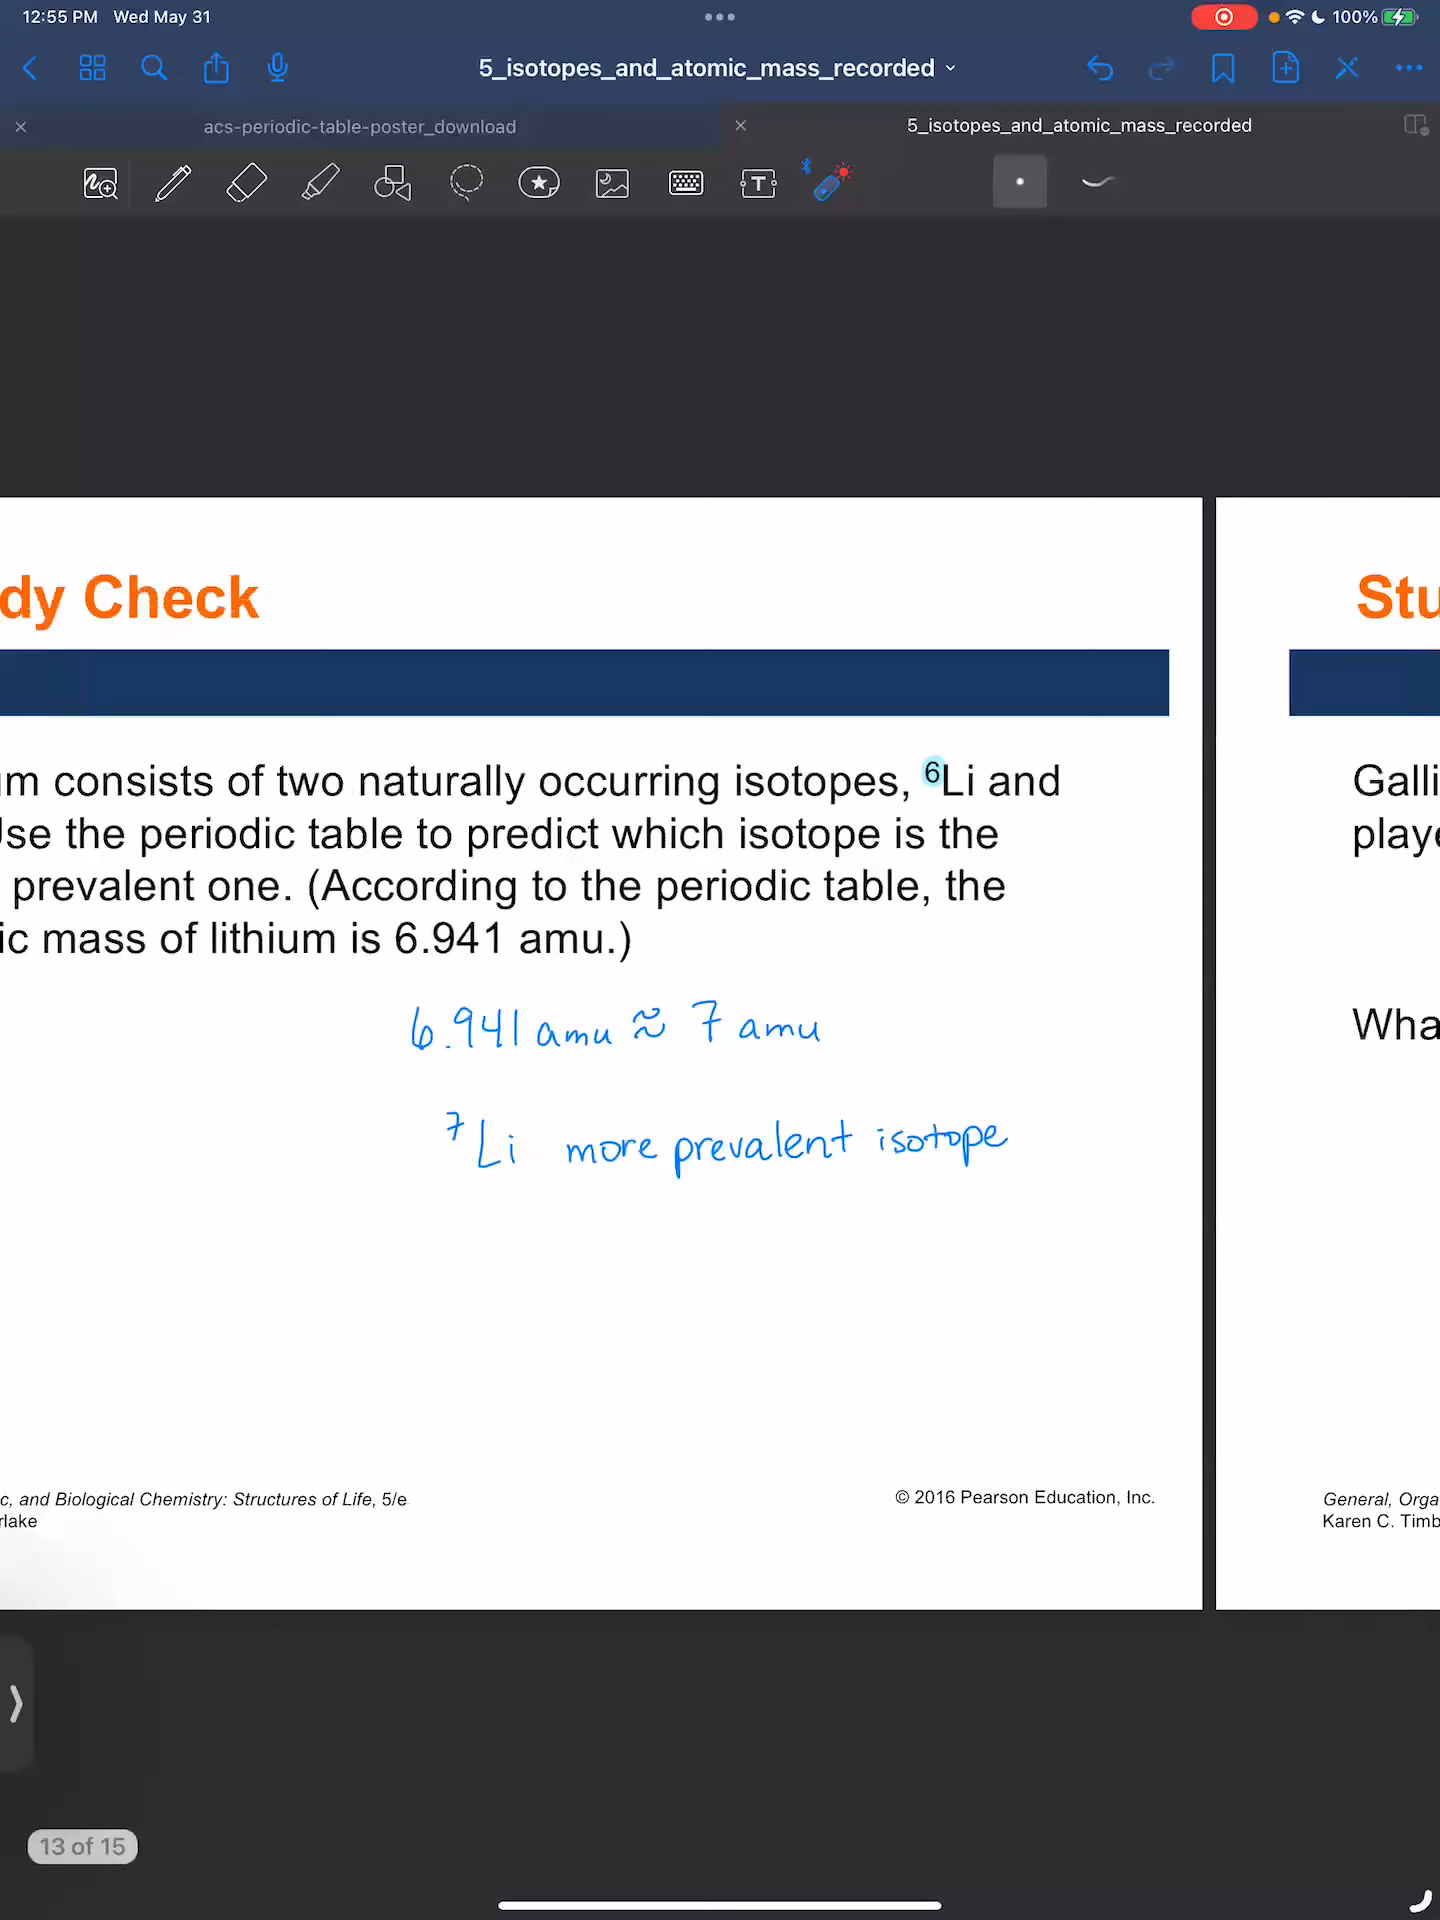 12:55 PM Wed May 31
100%
5_isotopes_and_atomic_mass_recorded
acs-periodic-table-poster_download
5_isotopes_and_atomic_mass_recorded
T
dy Check
um consists of two naturally occurring isotopes, ⁶Li and
Use the periodic table to predict which isotope is the
prevalent one. (According to the periodic table, the
ic mass of lithium is 6.941 amu.)
6.941 amu ≈ 7 amu
⁷Li more prevalent isotope
c, and Biological Chemistry: Structures of Life, 5/e
rlake
© 2016 Pearson Education, Inc.
Stu
Galli
playe
Wha
General, Orga
Karen C. Timb
13 of 15